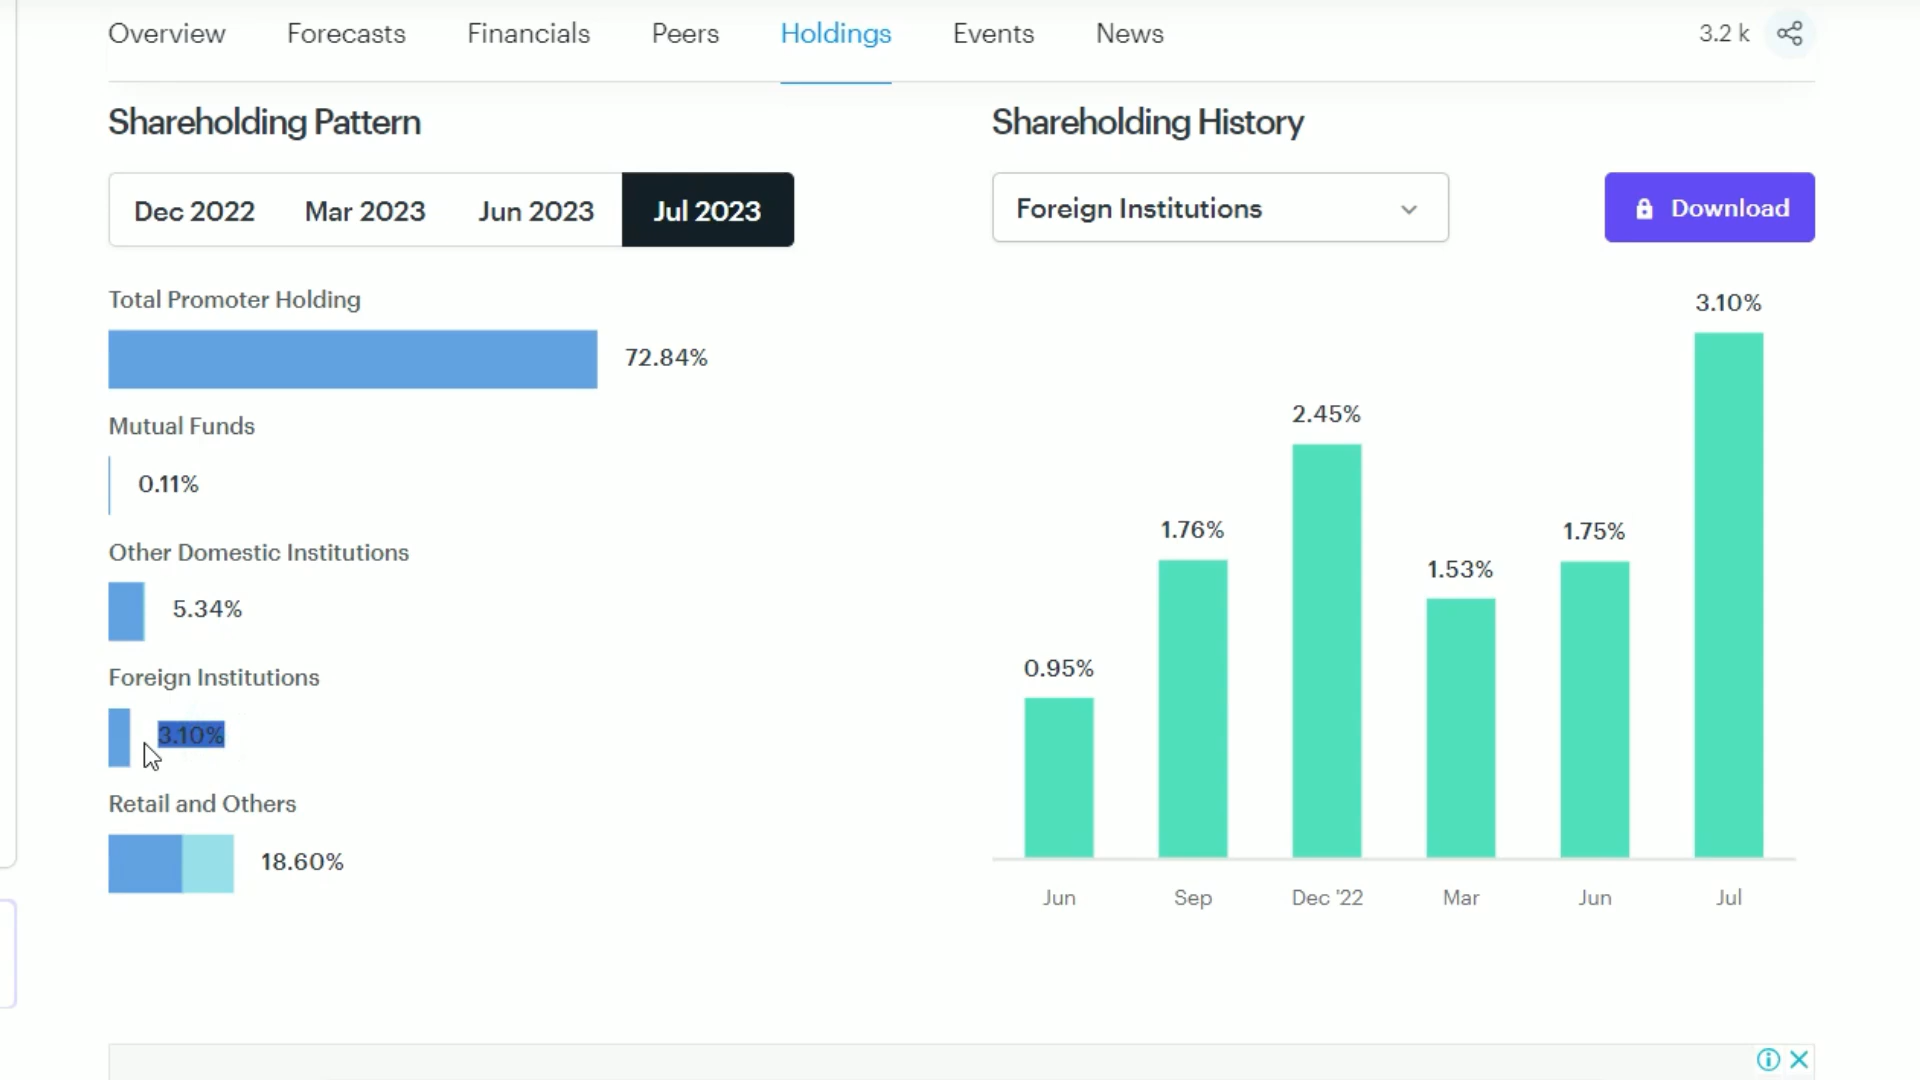 Overview Forecasts Financials Peers Holdings Events News 3.2 k
Shareholding Pattern
Dec 2022 Mar 2023 Jun 2023 Jul 2023
Total Promoter Holding
72.84%
Mutual Funds
0.11%
Other Domestic Institutions
5.34%
Foreign Institutions
3.10%
Retail and Others
18.60%
Shareholding History
Foreign Institutions
Download
0.95%
1.76%
2.45%
1.53%
1.75%
3.10%
Jun Sep Dec '22 Mar Jun Jul